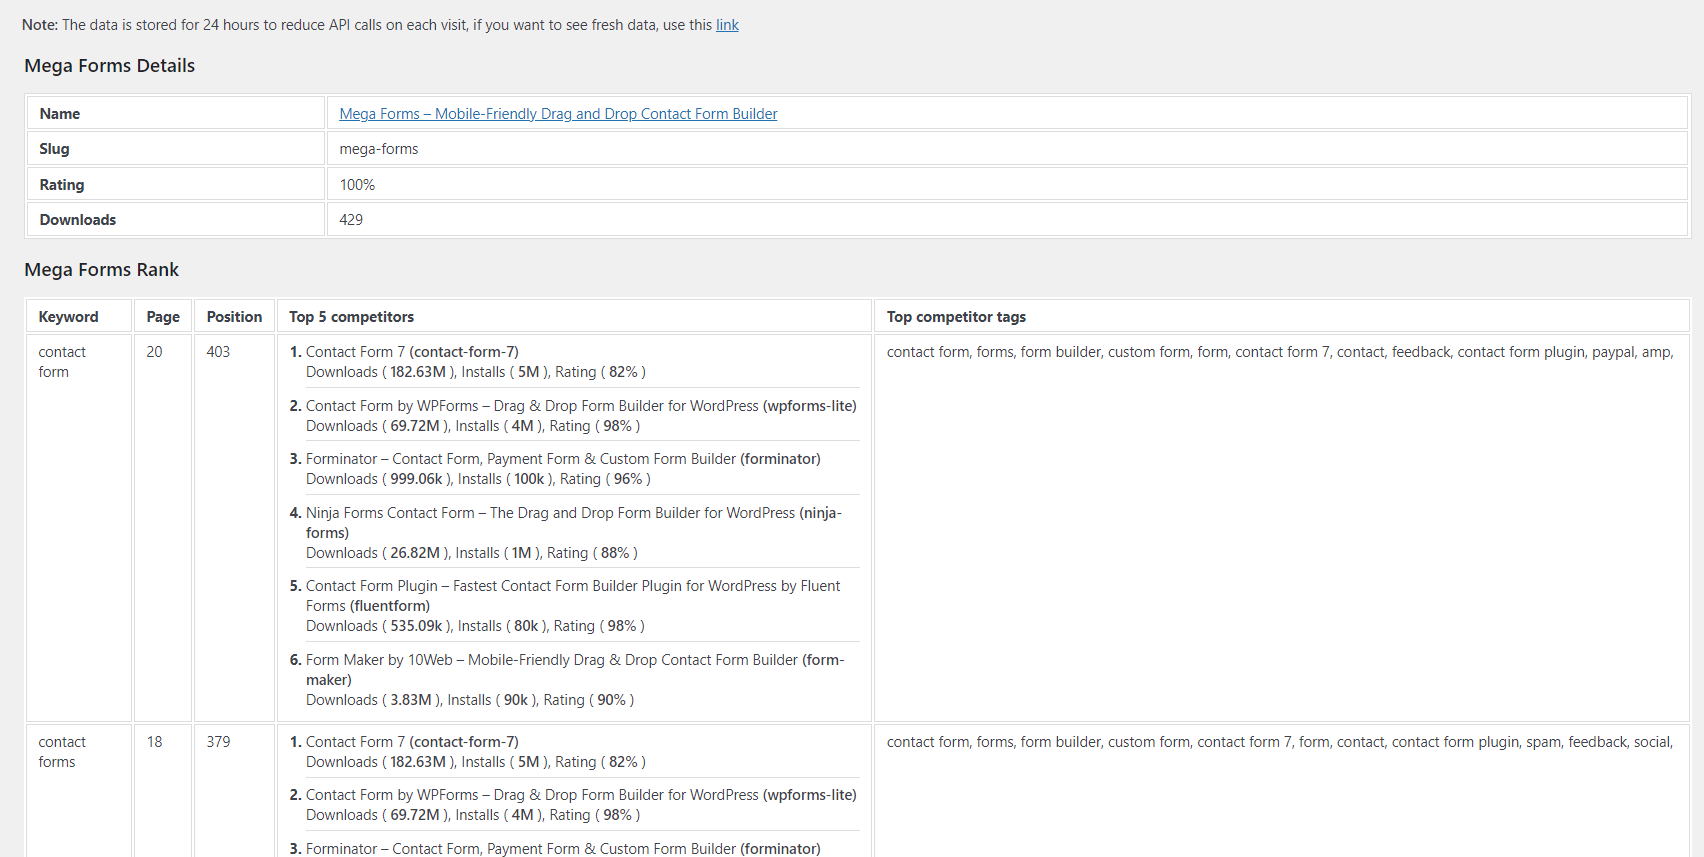 Note: The data is stored for 24 hours to reduce API calls on each visit, if you want to see fresh data, use this link
Mega Forms Details
Name Mega Forms – Mobile-Friendly Drag and Drop Contact Form Builder
Slug mega-forms
Rating 100%
Downloads 429
Mega Forms Rank
Keyword Page Position Top 5 competitors Top competitor tags
contact
form
20
403
1. Contact Form 7 (contact-form-7)
Downloads ( 182.63M ), Installs ( 5M ), Rating ( 82% )
2. Contact Form by WPForms – Drag & Drop Form Builder for WordPress (wpforms-lite)
Downloads ( 69.72M ), Installs ( 4M ), Rating ( 98% )
3. Forminator – Contact Form, Payment Form & Custom Form Builder (forminator)
Downloads ( 999.06k ), Installs ( 100k ), Rating ( 96% )
4. Ninja Forms Contact Form – The Drag and Drop Form Builder for WordPress (ninja-
forms)
Downloads ( 26.82M ), Installs ( 1M ), Rating ( 88% )
5. Contact Form Plugin – Fastest Contact Form Builder Plugin for WordPress by Fluent
Forms (fluentform)
Downloads ( 535.09k ), Installs ( 80k ), Rating ( 98% )
6. Form Maker by 10Web – Mobile-Friendly Drag & Drop Contact Form Builder (form-
maker)
Downloads ( 3.83M ), Installs ( 90k ), Rating ( 90% )
contact form, forms, form builder, custom form, form, contact form 7, contact, feedback, contact form plugin, paypal, amp,
contact
forms
18
379
1. Contact Form 7 (contact-form-7)
Downloads ( 182.63M ), Installs ( 5M ), Rating ( 82% )
2. Contact Form by WPForms – Drag & Drop Form Builder for WordPress (wpforms-lite)
Downloads ( 69.72M ), Installs ( 4M ), Rating ( 98% )
3. Forminator – Contact Form, Payment Form & Custom Form Builder (forminator)
contact form, forms, form builder, custom form, contact form 7, form, contact, contact form plugin, spam, feedback, social,